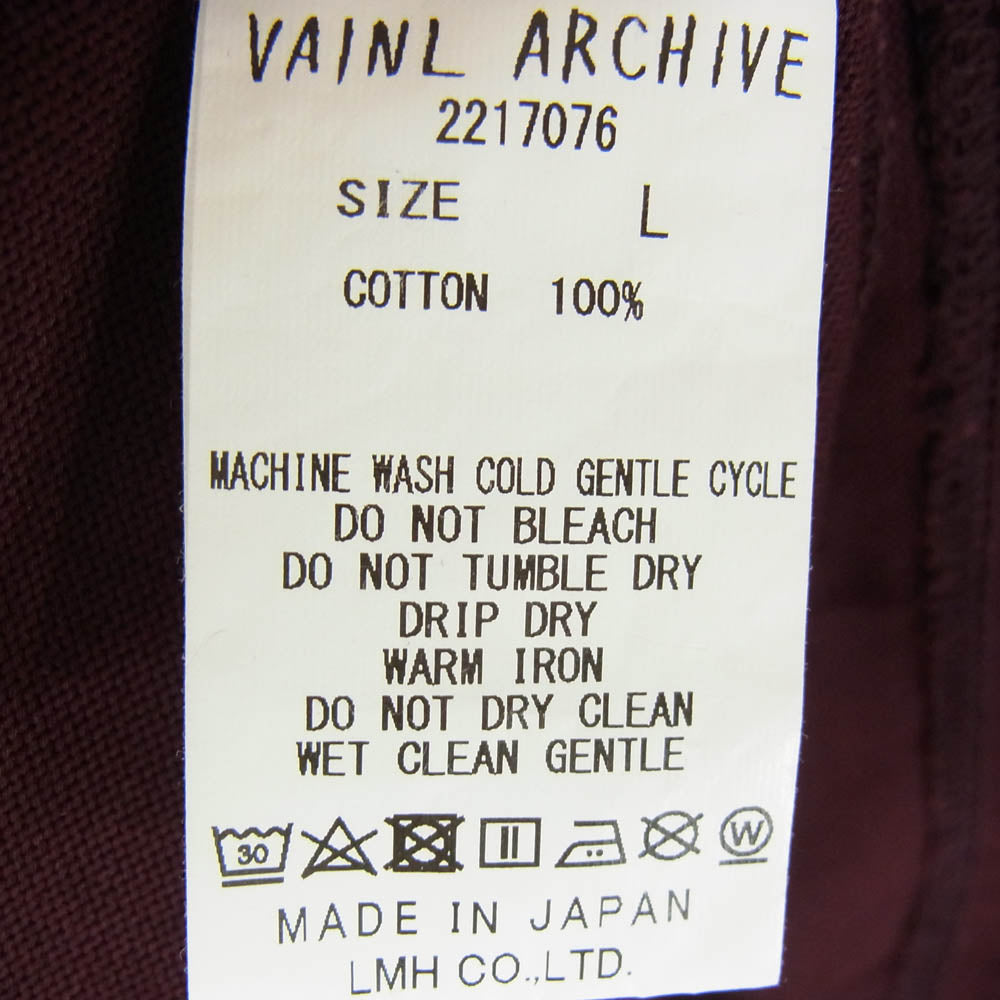 VAINL ARCHIVE
2217076
SIZE L
COTTON 100%
MACHINE WASH COLD GENTLE CYCLE
DO NOT BLEACH
DO NOT TUMBLE DRY
DRIP DRY
WARM IRON
DO NOT DRY CLEAN
WET CLEAN GENTLE
30 W
MADE IN JAPAN
LMH CO.,LTD.